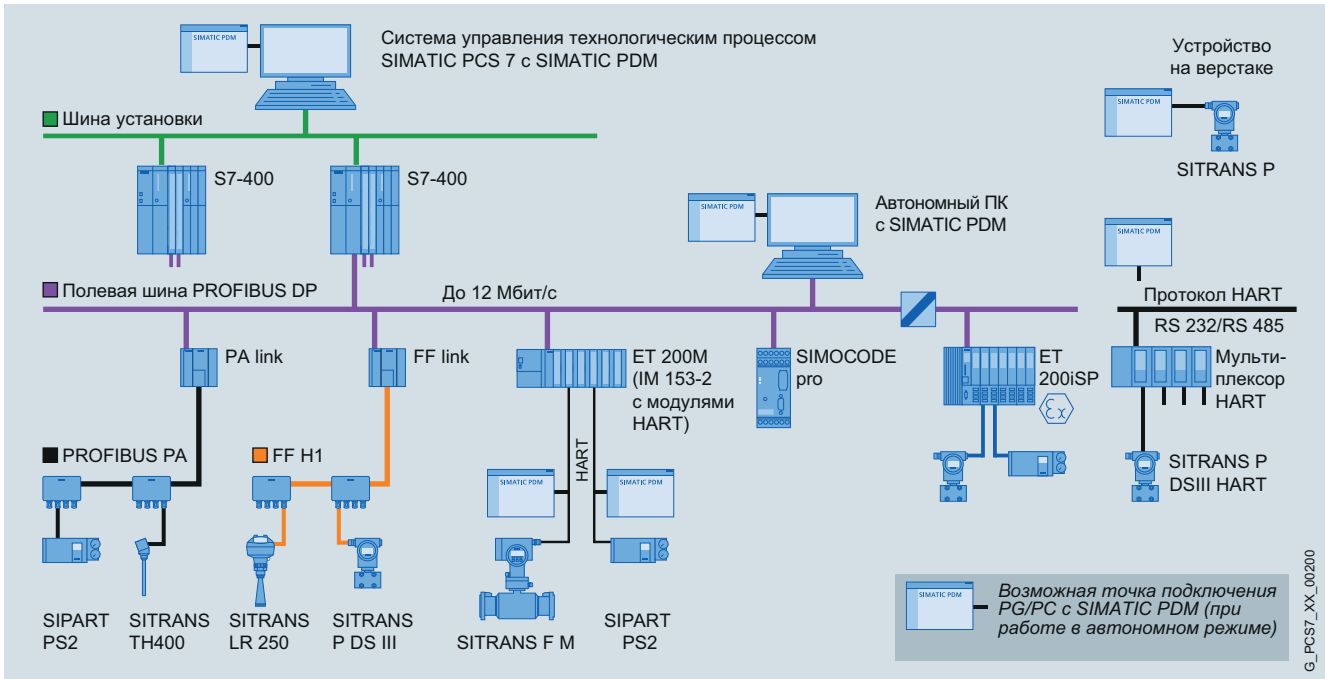 SIMATIC PDM
Система управления технологическим процессом
SIMATIC PCS 7 с SIMATIC PDM
Устройство
на верстаке
SIMATIC PDM
SITRANS P
Шина установки
S7-400
S7-400
SIMATIC PDM
Автономный ПК
с SIMATIC PDM
SIMATIC PDM
Полевая шина PROFIBUS DP
До 12 Мбит/с
Протокол HART
RS 232/RS 485
PA link
FF link
ET 200M
(IM 153-2
с модулями
HART)
SIMOCODE
pro
ET
200iSP
Ex
Мульти-
плексор
HART
PROFIBUS PA
FF H1
HART
SIMATIC PDM
SIMATIC PDM
SITRANS P
DSIII HART
SIPART
PS2
SITRANS
TH400
SITRANS
LR 250
SITRANS
P DS III
SITRANS F M
SIPART
PS2
SIMATIC PDM
Возможная точка подключения
PG/PC с SIMATIC PDM (при
работе в автономном режиме)
G_PCS7_XX_00200